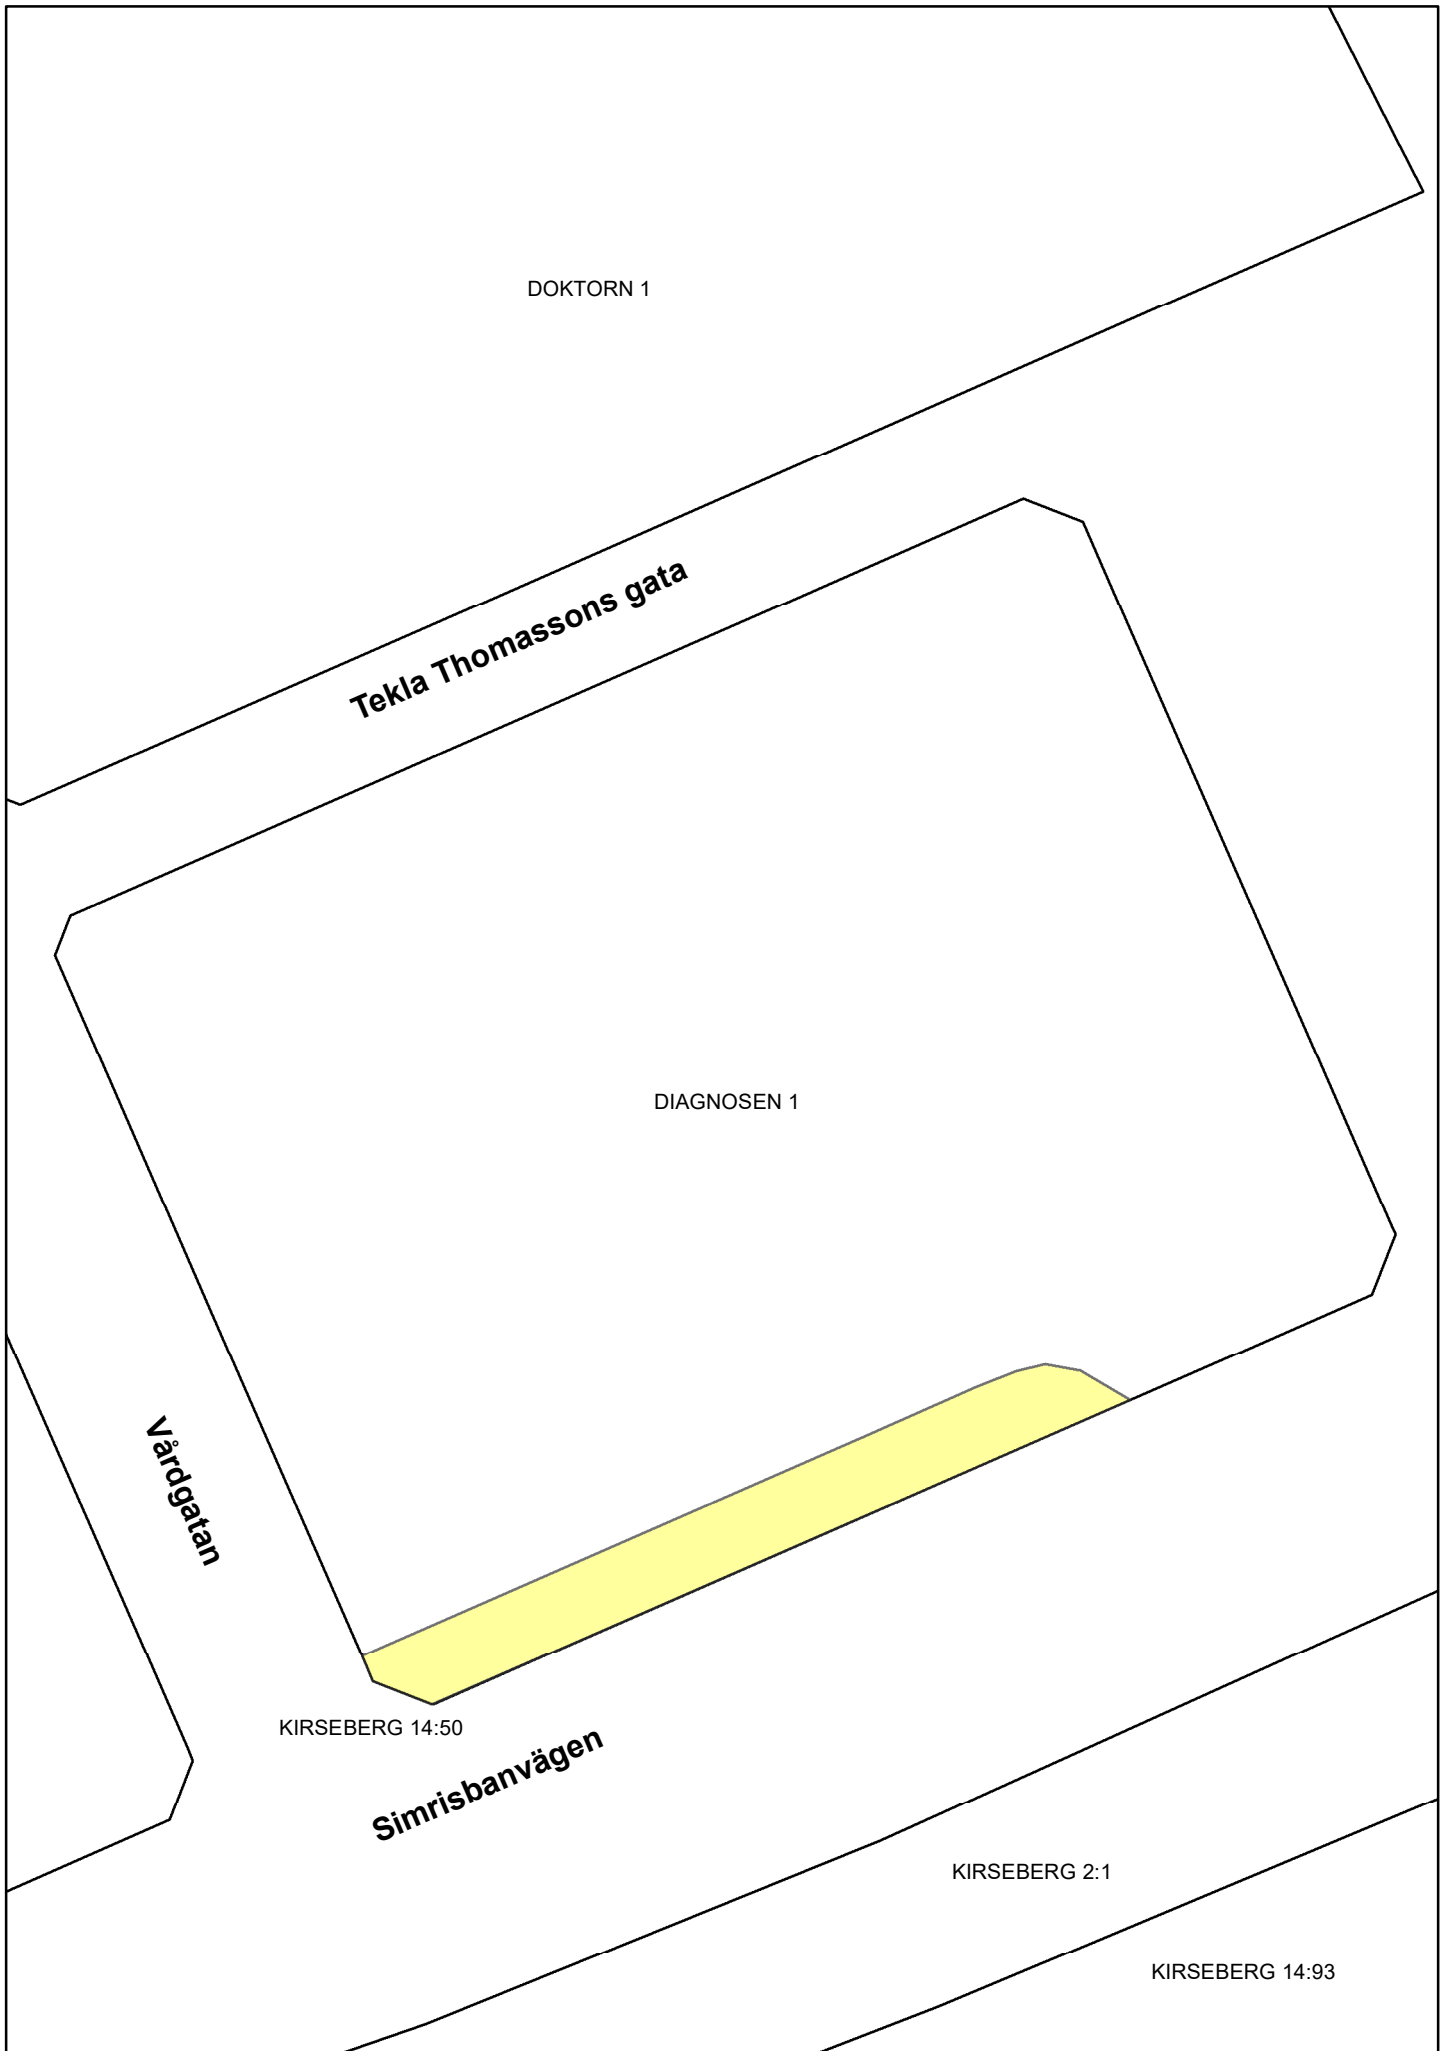 DOKTORN 1
Tekla Thomassons gata
DIAGNOSEN 1
Vårdgatan
KIRSEBERG 14:50
Simrisbanvägen
KIRSEBERG 2:1
KIRSEBERG 14:93